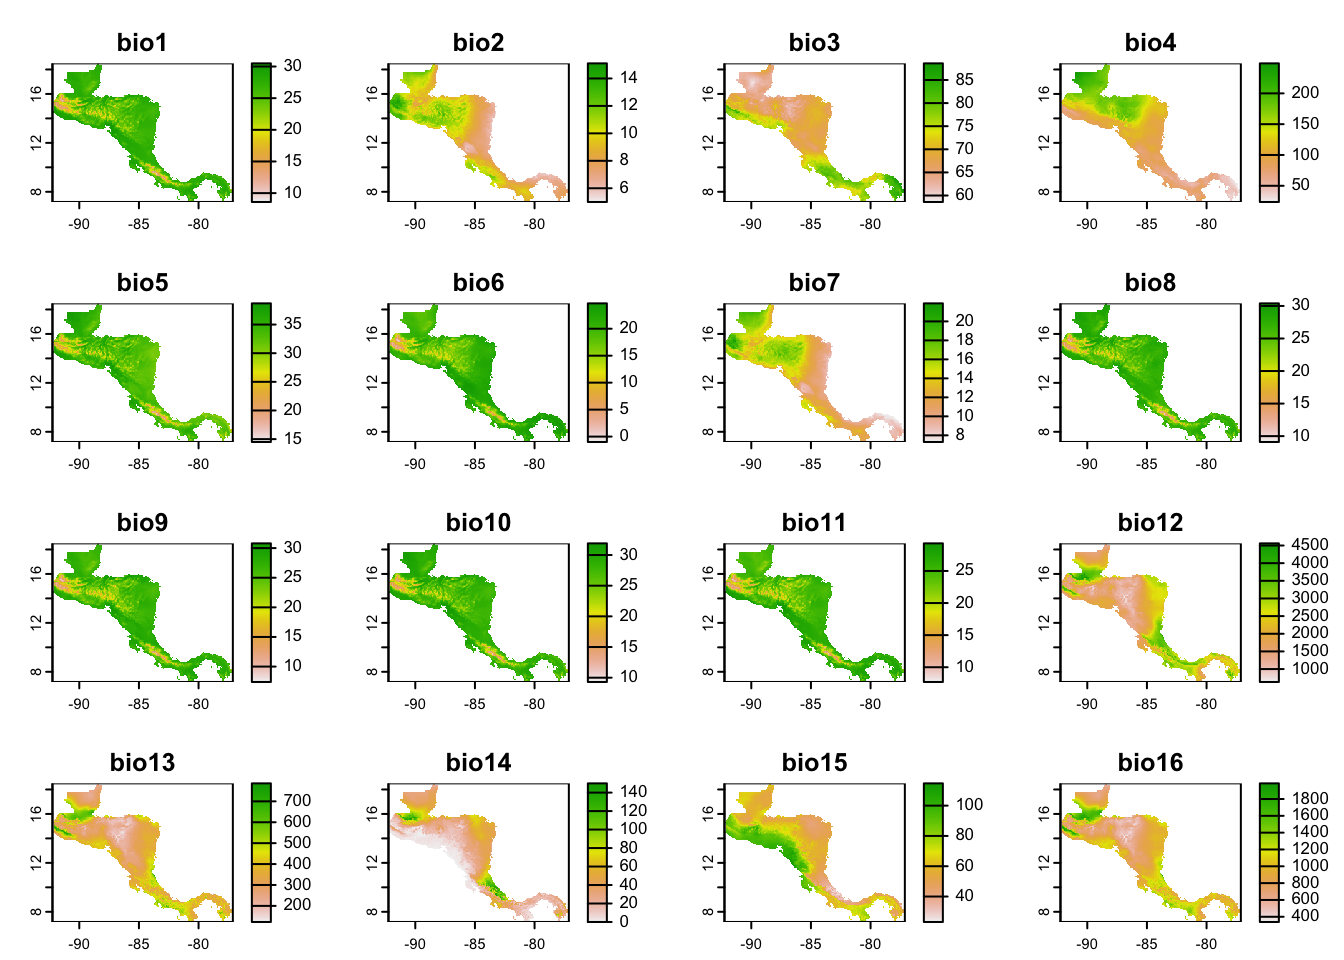 bio1 bio2 bio3 bio4
8 12 16
-90 -85 -80
10 15 20 25 30
8 12 16
-90 -85 -80
6 8 10 12 14
8 12 16
-90 -85 -80
60 65 70 75 80 85
8 12 16
-90 -85 -80
50 100 150 200
bio5 bio6 bio7 bio8
8 12 16
-90 -85 -80
15 20 25 30 35
8 12 16
-90 -85 -80
0 5 10 15 20
8 12 16
-90 -85 -80
8 10 12 14 16 18 20
8 12 16
-90 -85 -80
10 15 20 25 30
bio9 bio10 bio11 bio12
8 12 16
-90 -85 -80
10 15 20 25 30
8 12 16
-90 -85 -80
10 15 20 25 30
8 12 16
-90 -85 -80
10 15 20 25
8 12 16
-90 -85 -80
1000 1500 2000 2500 3000 3500 4000 4500
bio13 bio14 bio15 bio16
8 12 16
-90 -85 -80
200 300 400 500 600 700
8 12 16
-90 -85 -80
0 20 40 60 80 100 120 140
8 12 16
-90 -85 -80
40 60 80 100
8 12 16
-90 -85 -80
400 600 800 1000 1200 1400 1600 1800